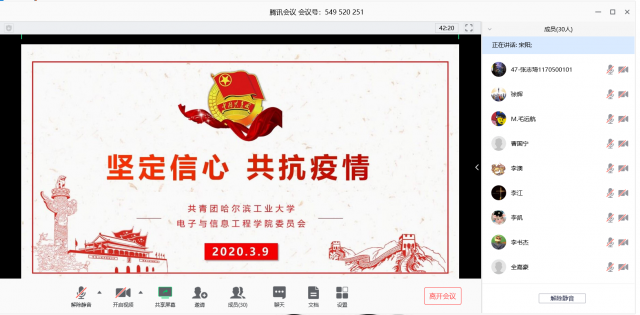 腾讯会议 会议号：549 520 251
42:20
成员(30人)
正在讲话: 宋阳;
47-张志琦1170500101
徐辉
M.毛远航
曹国宁
李澳
李江
李凯
李书杰
仝嘉豪
坚定信心 共抗疫情
共青团哈尔滨工业大学
电子与信息工程学院委员会
2020.3.9
解除静音
开启视频
共享屏幕
邀请
成员(30)
聊天
文档
设置
离开会议
解除静音